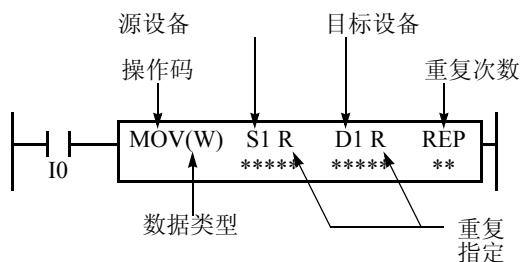 源设备
目标设备
操作码
重复次数
MOV(W) S1 R D1 R REP
***** ***** **
I0
数据类型
重复
指定